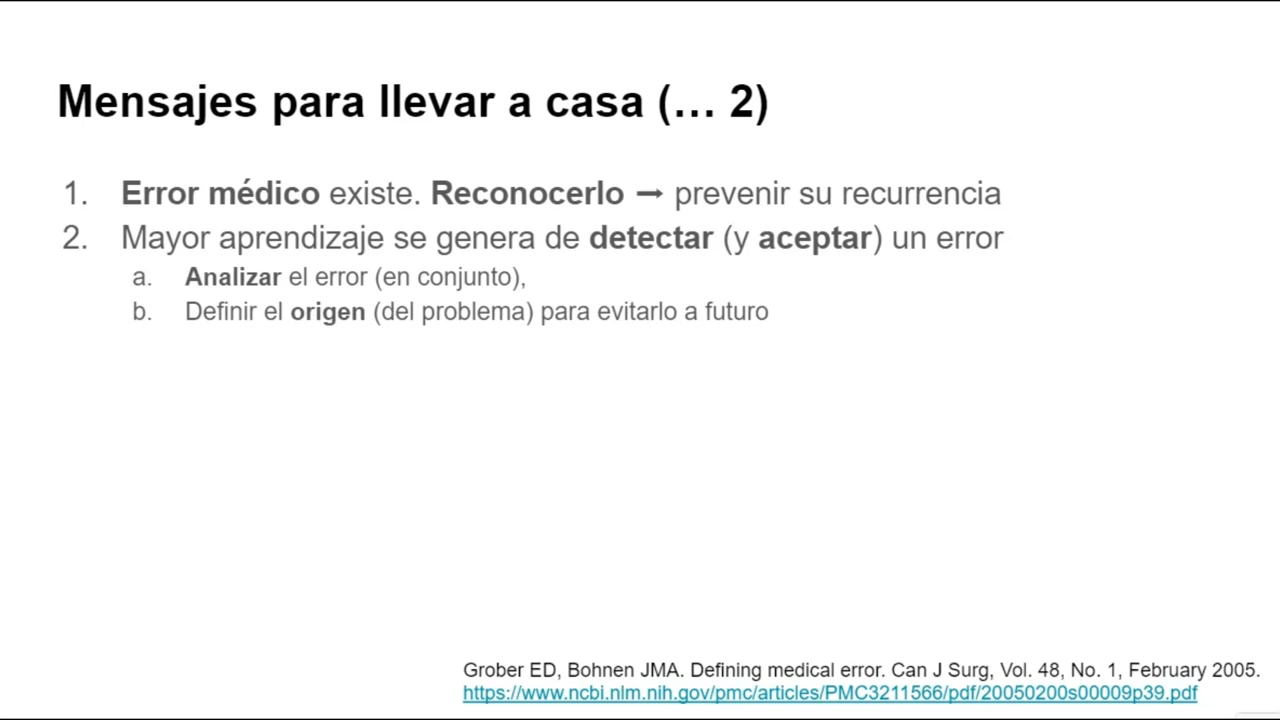 Mensajes para llevar a casa (... 2)
1. Error médico existe. Reconocerlo → prevenir su recurrencia
2. Mayor aprendizaje se genera de detectar (y aceptar) un error
a. Analizar el error (en conjunto),
b. Definir el origen (del problema) para evitarlo a futuro
Grober ED, Bohnen JMA. Defining medical error. Can J Surg, Vol. 48, No. 1, February 2005.
https://www.ncbi.nlm.nih.gov/pmc/articles/PMC3211566/pdf/20050200s00009p39.pdf